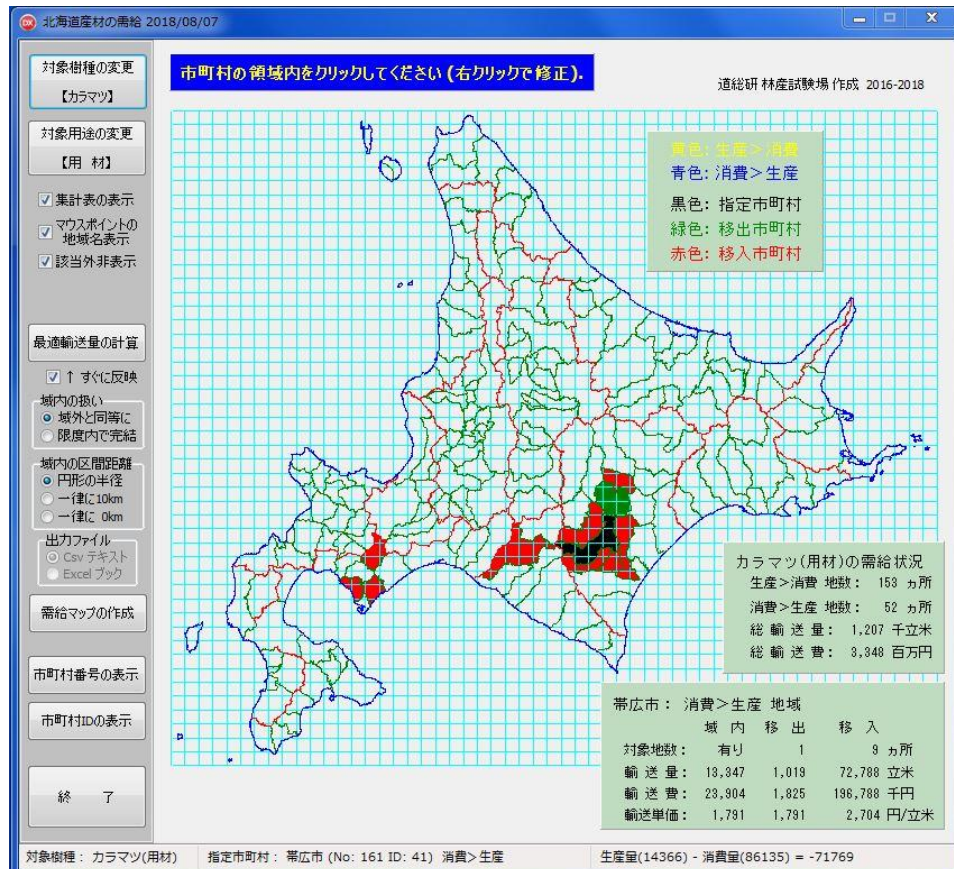 北海道産材の需給 2018/08/07
対象樹種の変更
【カラマツ】
対象用途の変更
【用 材】
集計表の表示
マウスポイントの
地域名表示
該当外非表示
最適輸送量の計算
↑ すぐに反映
域内の扱い
域外と同等に
限度内で完結
域内の区間距離
円形の半径
一律に10km
一律に 0km
出力ファイル
Csv テキスト
Excel ブック
需給マップの作成
市町村番号の表示
市町村IDの表示
終 了
市町村の領域内をクリックしてください (右クリックで修正).
道総研 林産試験場 作成 2016-2018
黄色: 生産>消費
青色: 消費>生産
黒色: 指定市町村
緑色: 移出市町村
赤色: 移入市町村
カラマツ(用材)の需給状況
生産>消費 地数: 153 ヵ所
消費>生産 地数: 52 ヵ所
総 輸 送 量: 1,207 千立米
総 輸 送 費: 3,348 百万円
帯広市: 消費>生産 地域
域 内 移 出 移 入
対象地数: 有り 1 9 ヵ所
輸 送 量: 13,347 1,019 72,788 立米
輸 送 費: 23,904 1,825 196,788 千円
輸送単価: 1,791 1,791 2,704 円/立米
対象樹種: カラマツ(用材) 指定市町村: 帯広市 (No: 161 ID: 41) 消費>生産 生産量(14366) - 消費量(86135) = -71769